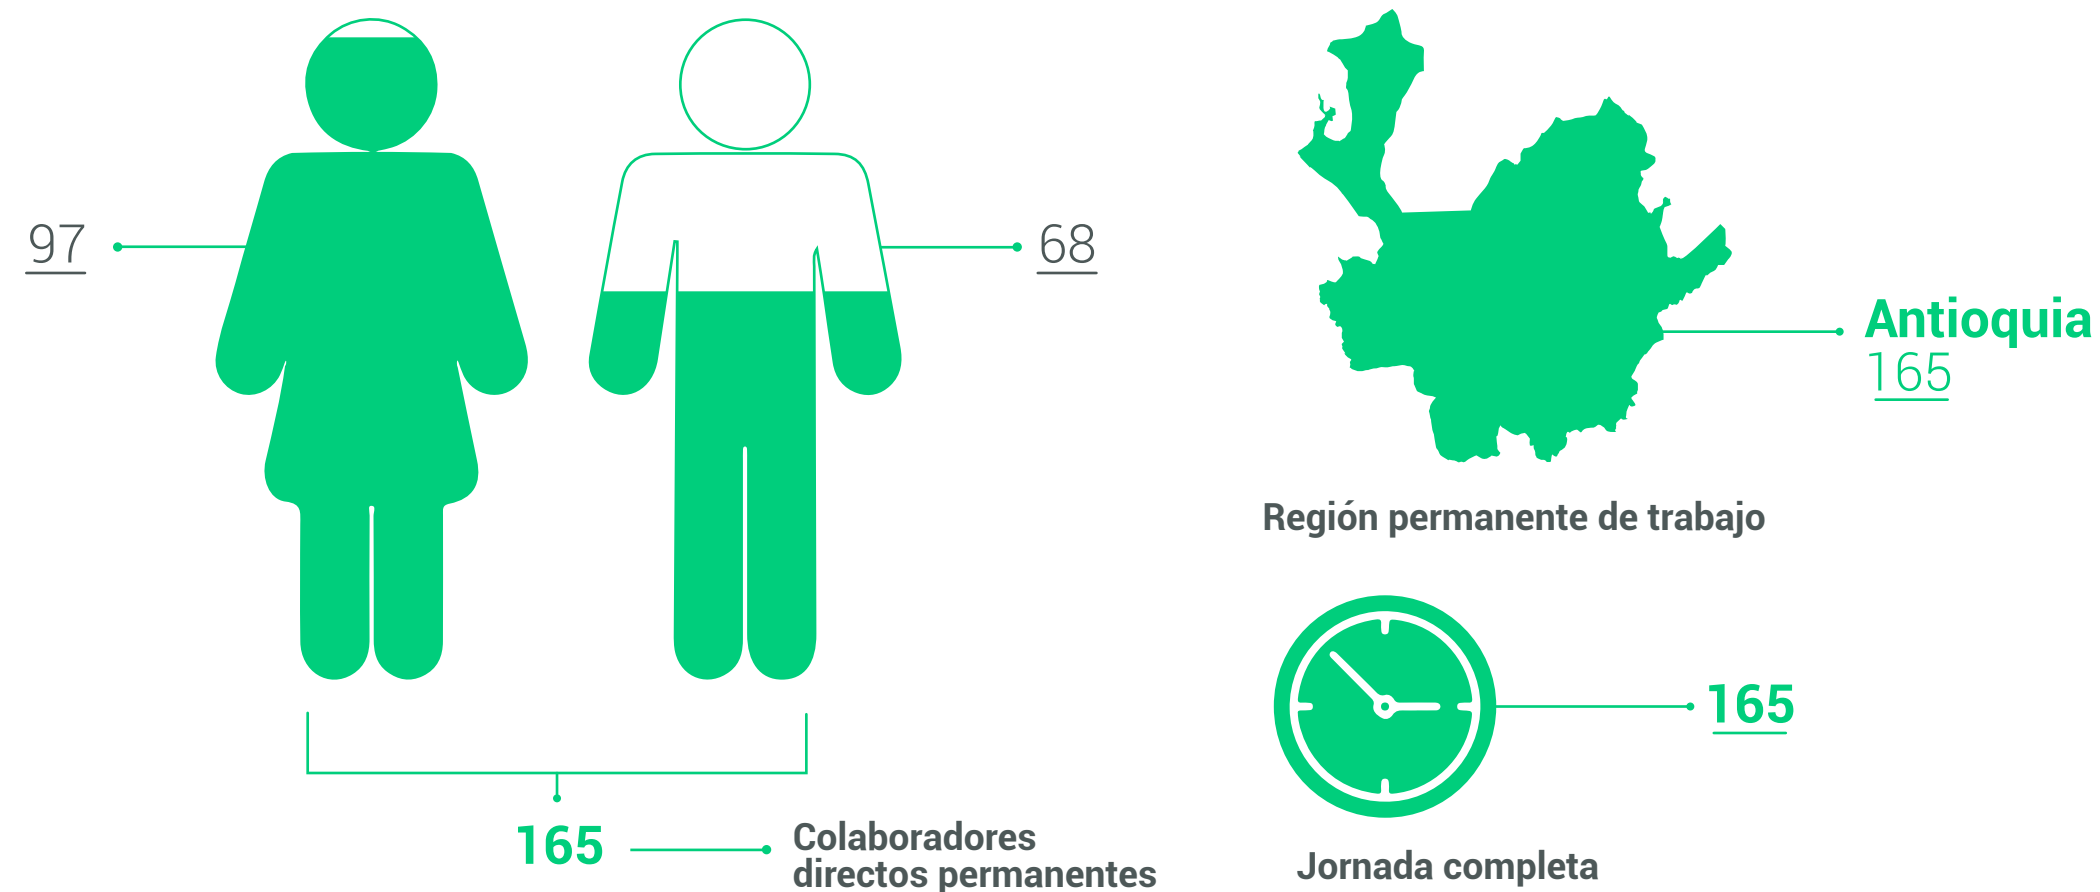 97
68
165
Colaboradores
directos permanentes
Antioquia
165
Región permanente de trabajo
165
Jornada completa